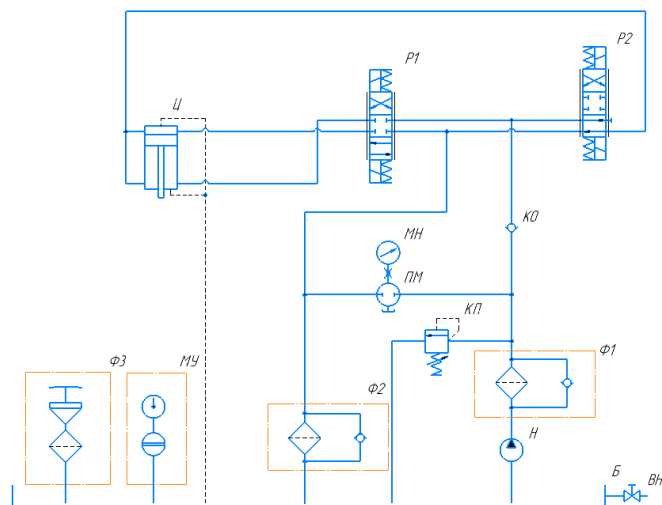 Р1
Р2
Ц
КО
МН
ПМ
КП
Ф3
МУ
Ф1
Ф2
Н
Б
ВН